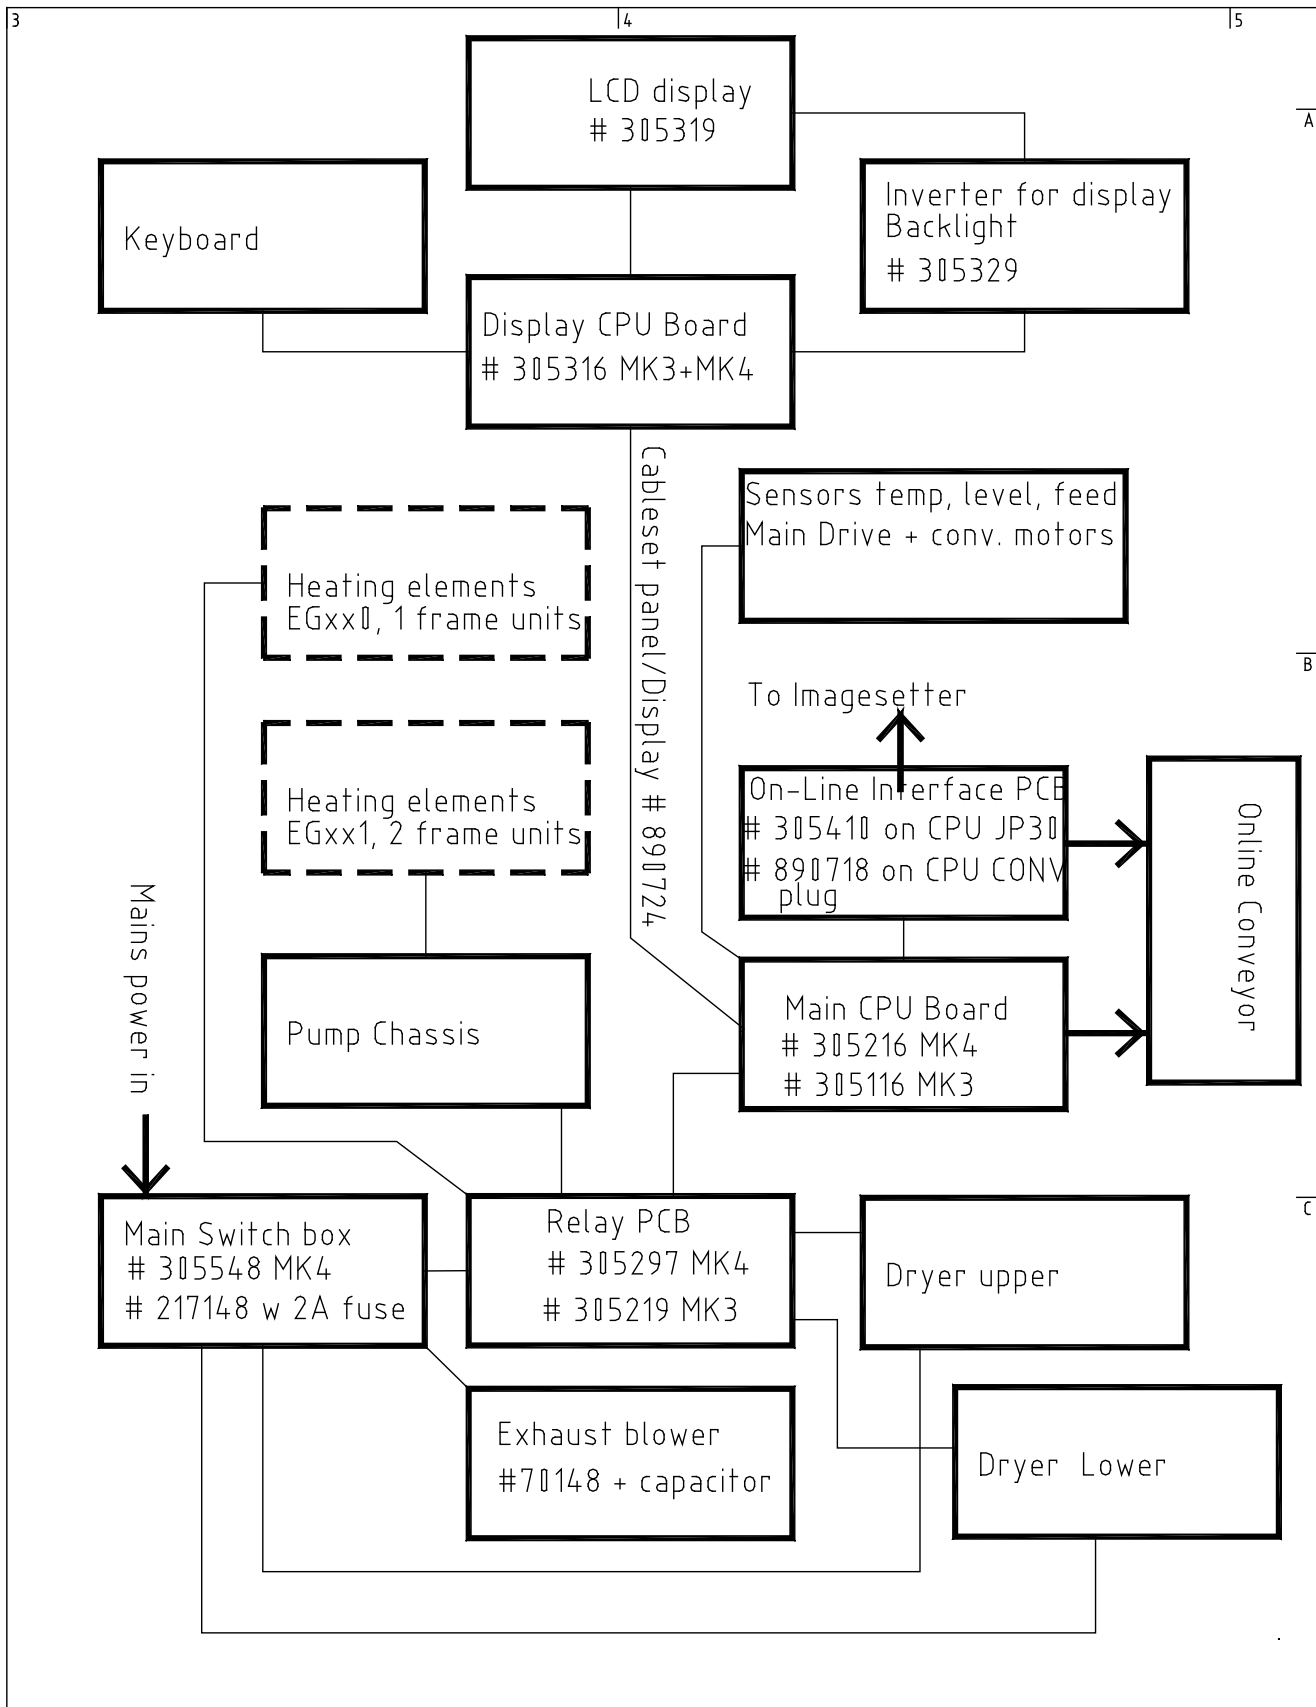 3
4
5
A
LCD display
# 305319
Keyboard
Inverter for display
Backlight
# 305329
Display CPU Board
# 305316 MK3+MK4
Cableset panel/Display # 890724
Sensors temp, level, feed
Main Drive + conv. motors
Heating elements
EGxx0, 1 frame units
B
To Imagesetter
Heating elements
EGxx1, 2 frame units
On-Line Interface PCB
# 305410 on CPU JP30
# 890718 on CPU CONV
plug
Online Conveyor
Mains power in
Pump Chassis
Main CPU Board
# 305216 MK4
# 305116 MK3
C
Main Switch box
# 305548 MK4
# 217148 w 2A fuse
Relay PCB
# 305297 MK4
# 305219 MK3
Dryer upper
Exhaust blower
#70148 + capacitor
Dryer Lower